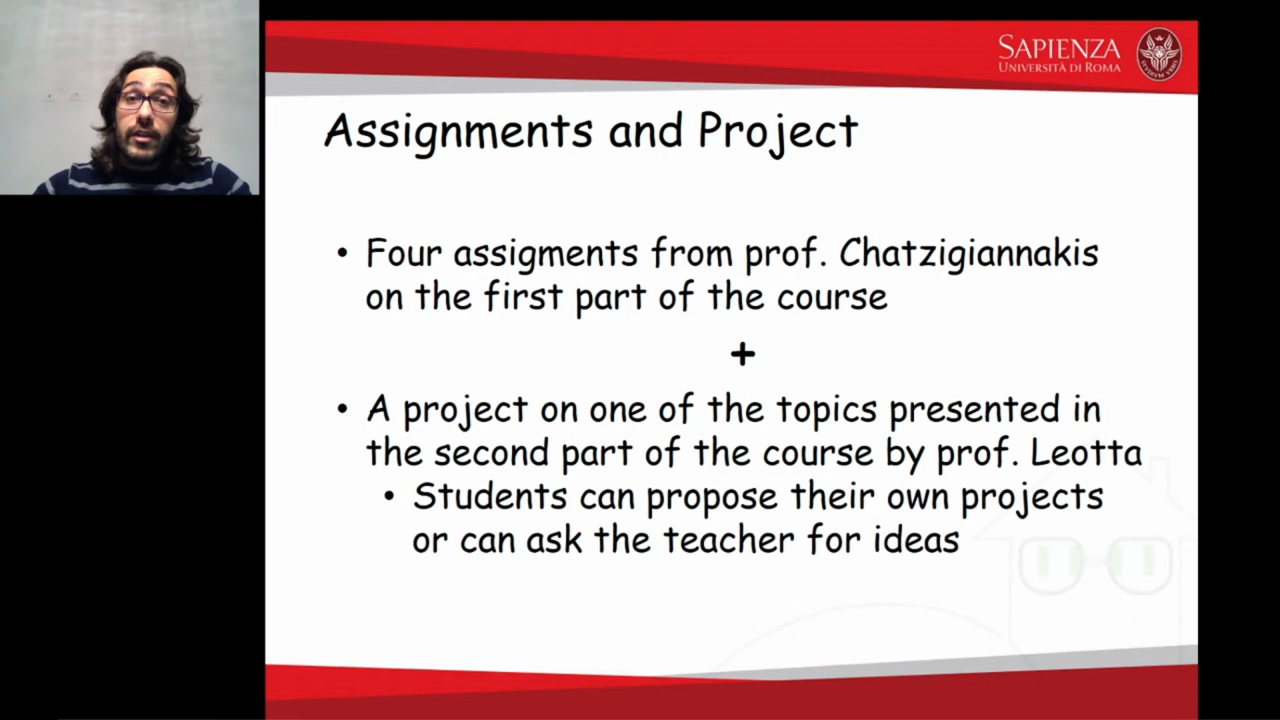 SAPIENZA
UNIVERSITÀ DI ROMA
Assignments and Project
• Four assigments from prof. Chatzigiannakis
on the first part of the course
+
• A project on one of the topics presented in
the second part of the course by prof. Leotta
• Students can propose their own projects
or can ask the teacher for ideas